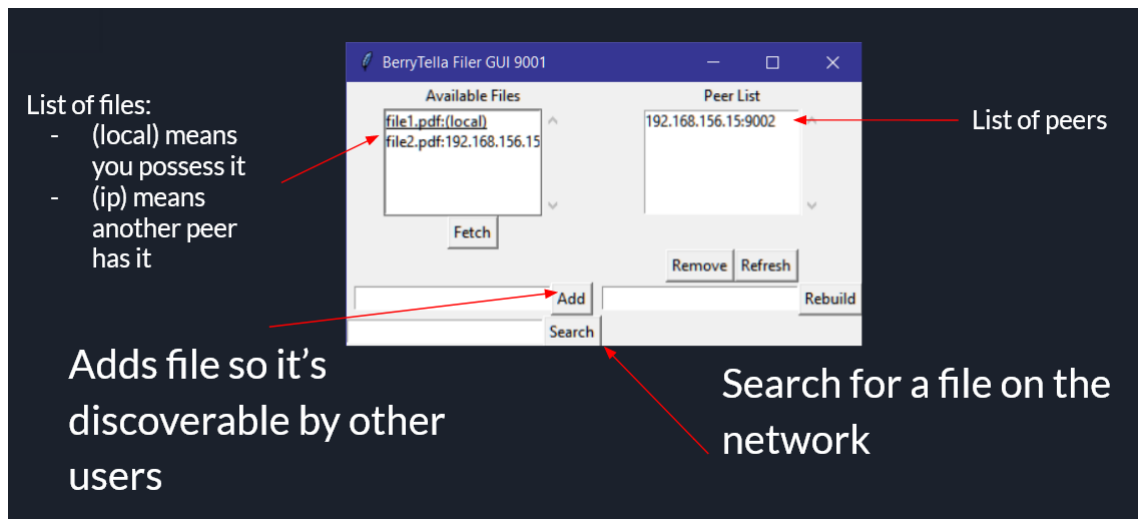 BerryTella Filer GUI 9001
List of files:
- (local) means
you possess it
- (ip) means
another peer
has it
Available Files
file1.pdf:(local)
file2.pdf:192.168.156.15
Fetch
Peer List
192.168.156.15:9002
List of peers
Remove
Refresh
Add
Rebuild
Search
Adds file so it's
discoverable by other
users
Search for a file on the
network